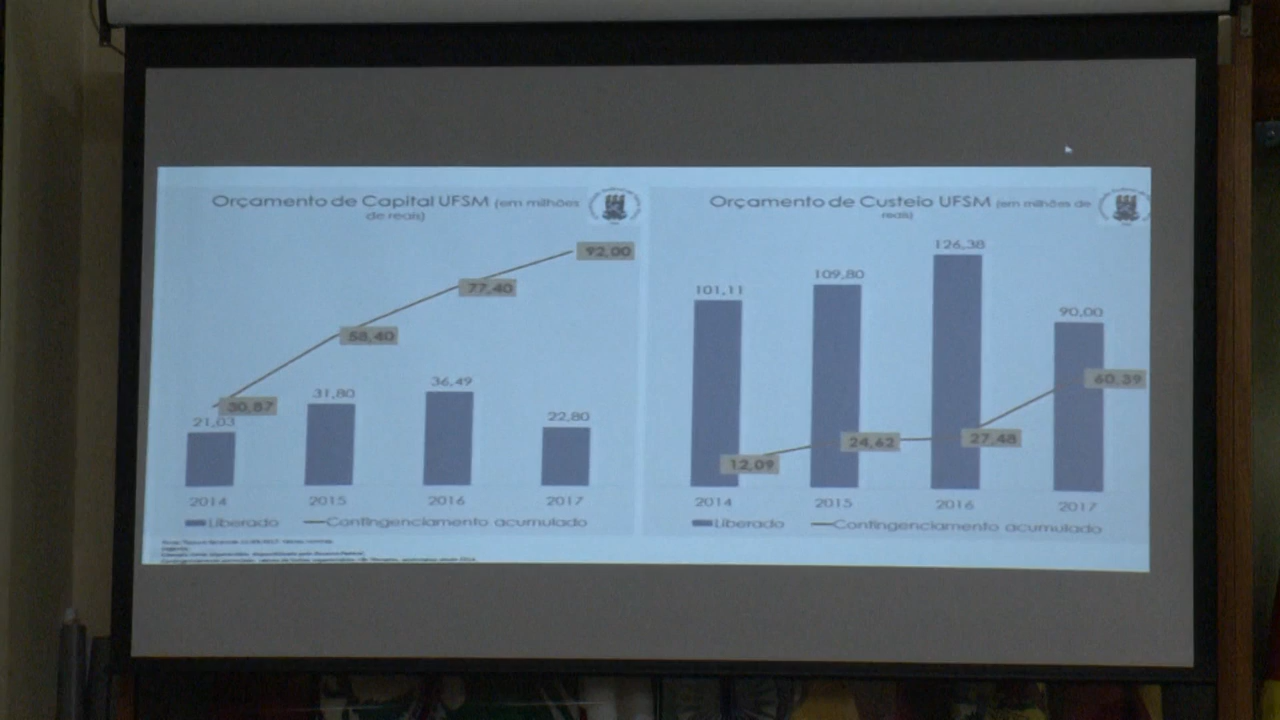 Orçamento de Capital UFSM (em milhões
de reais)
92,00
77,40
58,40
30,87
21,03
31,80
36,49
22,80
2014 2015 2016 2017
Liberado Contingenciamento acumulado
Orçamento de Custeio UFSM (em milhões de
reais)
126,38
109,80
101,11
90,00
60,39
27,48
24,62
12,09
2014 2015 2016 2017
Liberado Contingenciamento acumulado